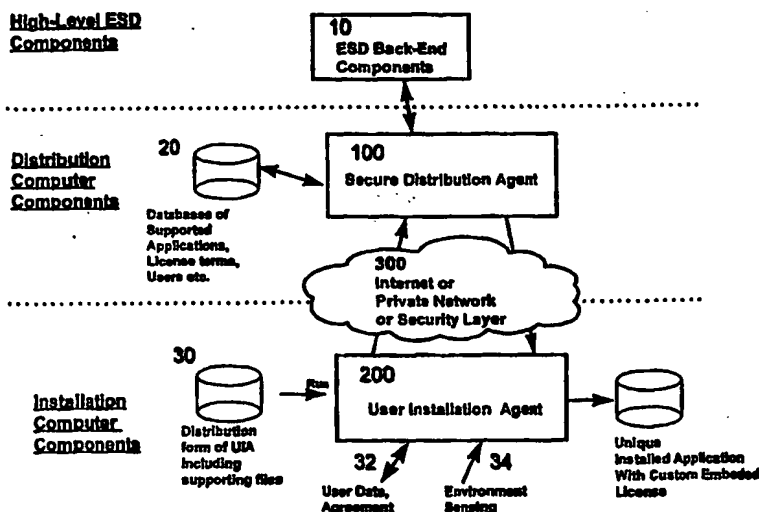 High-Level ESD
Components
10
ESD Back-End
Components
Distribution
Computer
Components
20
Databases of
Supported
Applications,
License terms,
Users etc.
100
Secure Distribution Agent
300
Internet or
Private Network
or Security Layer
Installation
Computer
Components
30
Distribution
form of UIA
Including
supporting files
Run
200
User Installation Agent
32
User Data,
Agreement
34
Environment
Sensing
Unique
Installed Application
With Custom Embeded
License